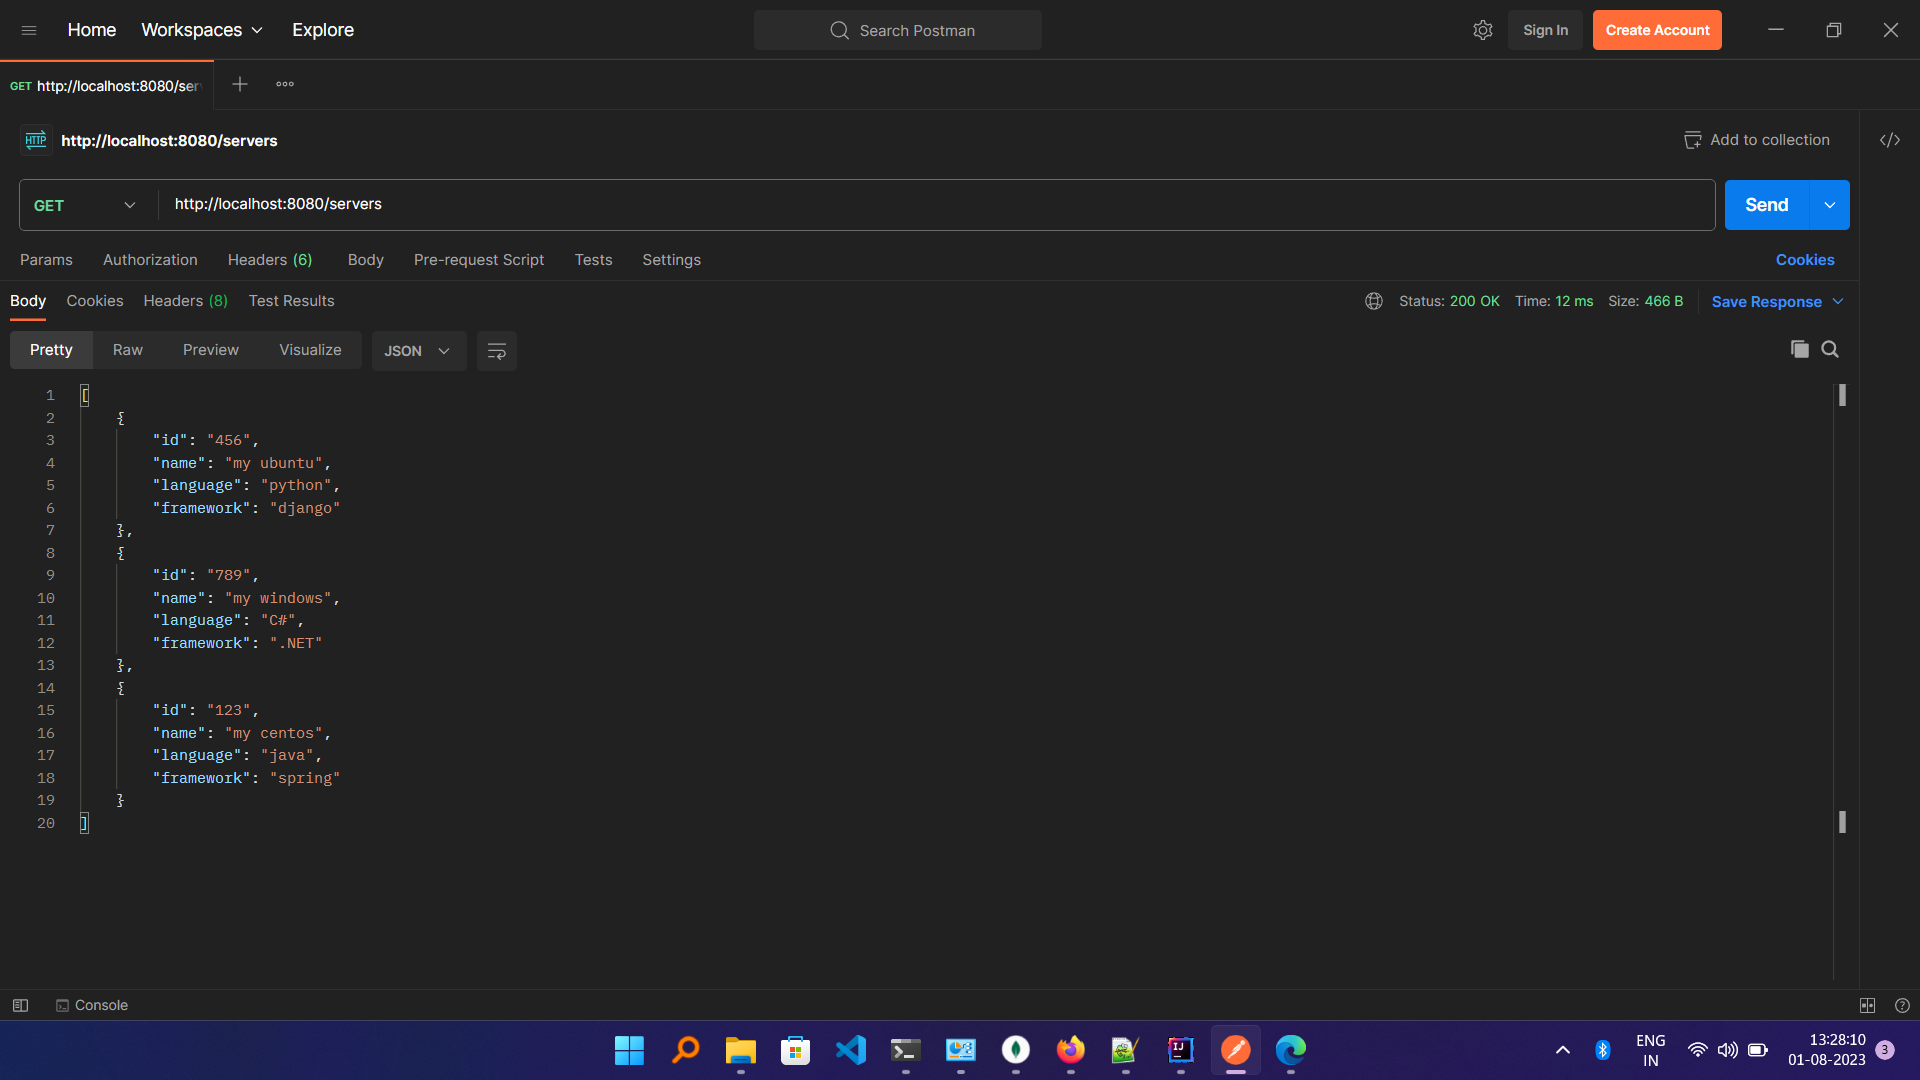 Home Workspaces Explore Search Postman Sign In Create Account
GET http://localhost:8080/ser
HTTP http://localhost:8080/servers Add to collection
GET http://localhost:8080/servers Send
Params Authorization Headers (6) Body Pre-request Script Tests Settings Cookies
Body Cookies Headers (8) Test Results Status: 200 OK Time: 12 ms Size: 466 B Save Response
Pretty Raw Preview Visualize JSON
1 [
2 {
3 "id": "456",
4 "name": "my ubuntu",
5 "language": "python",
6 "framework": "django"
7 },
8 {
9 "id": "789",
10 "name": "my windows",
11 "language": "C#",
12 "framework": ".NET"
13 },
14 {
15 "id": "123",
16 "name": "my centos",
17 "language": "java",
18 "framework": "spring"
19 }
20 ]
Console
IJ ENG IN 13:28:10 3
01-08-2023